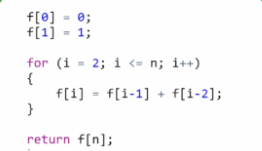 f[0] = 0;
f[1] = 1;
for (i = 2; i <= n; i++)
{
f[i] = f[i-1] + f[i-2];
}
return f[n];